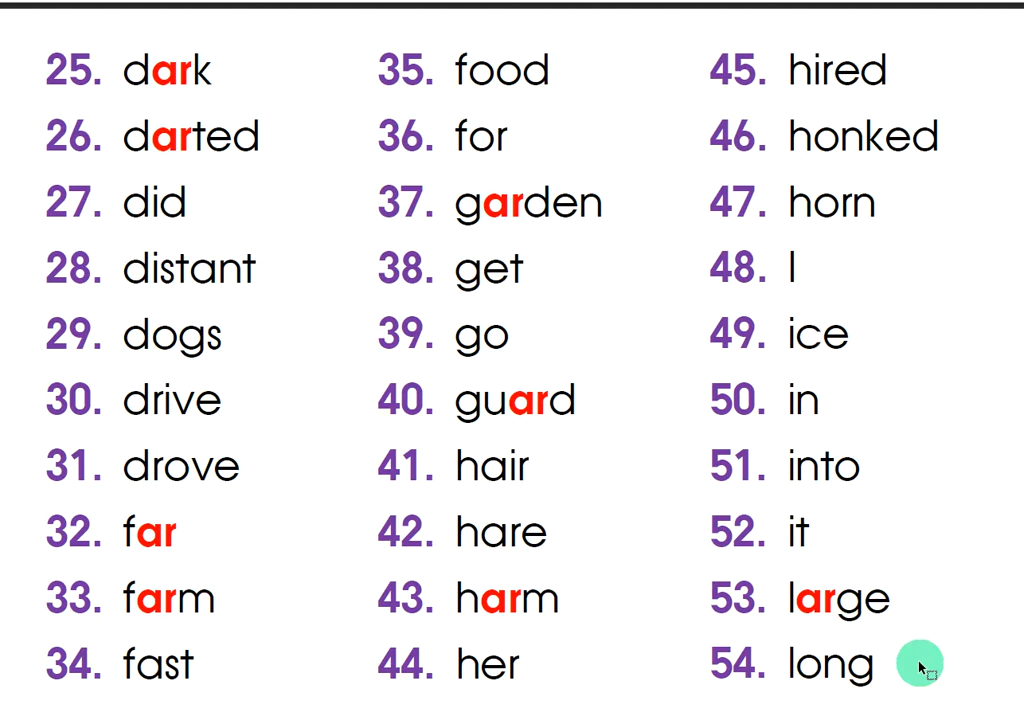 25. dark
26. darted
27. did
28. distant
29. dogs
30. drive
31. drove
32. far
33. farm
34. fast
35. food
36. for
37. garden
38. get
39. go
40. guard
41. hair
42. hare
43. harm
44. her
45. hired
46. honked
47. horn
48. I
49. ice
50. in
51. into
52. it
53. large
54. long